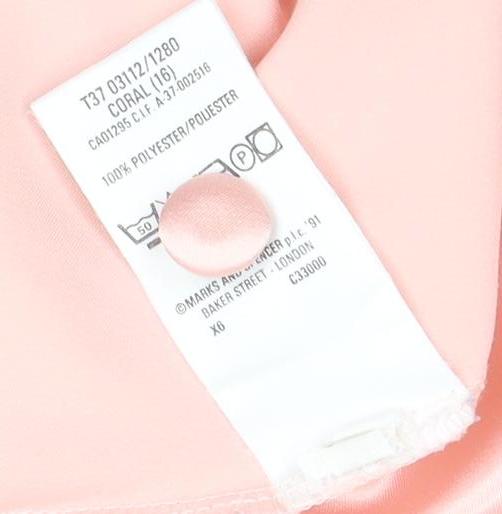 T37 03112/1280
CORAL (16)
CA01295 C.I.F. A-37-002516
100% POLYESTER/POLIESTER
50 P
©MARKS AND SPENCER p.l.c. '91
BAKER STREET - LONDON
C33000
X6